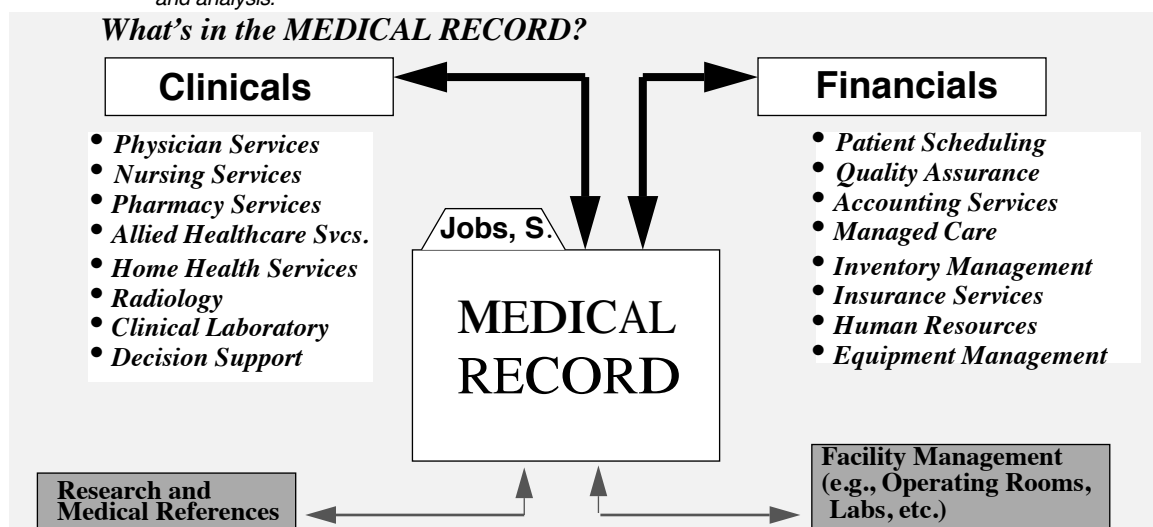 and analysis.
What's in the MEDICAL RECORD?
Clinicals
• Physician Services
• Nursing Services
• Pharmacy Services
• Allied Healthcare Svcs.
• Home Health Services
• Radiology
• Clinical Laboratory
• Decision Support
Financials
• Patient Scheduling
• Quality Assurance
• Accounting Services
• Managed Care
• Inventory Management
• Insurance Services
• Human Resources
• Equipment Management
Jobs, S.
MEDICAL
RECORD
Research and
Medical References
Facility Management
(e.g., Operating Rooms,
Labs, etc.)